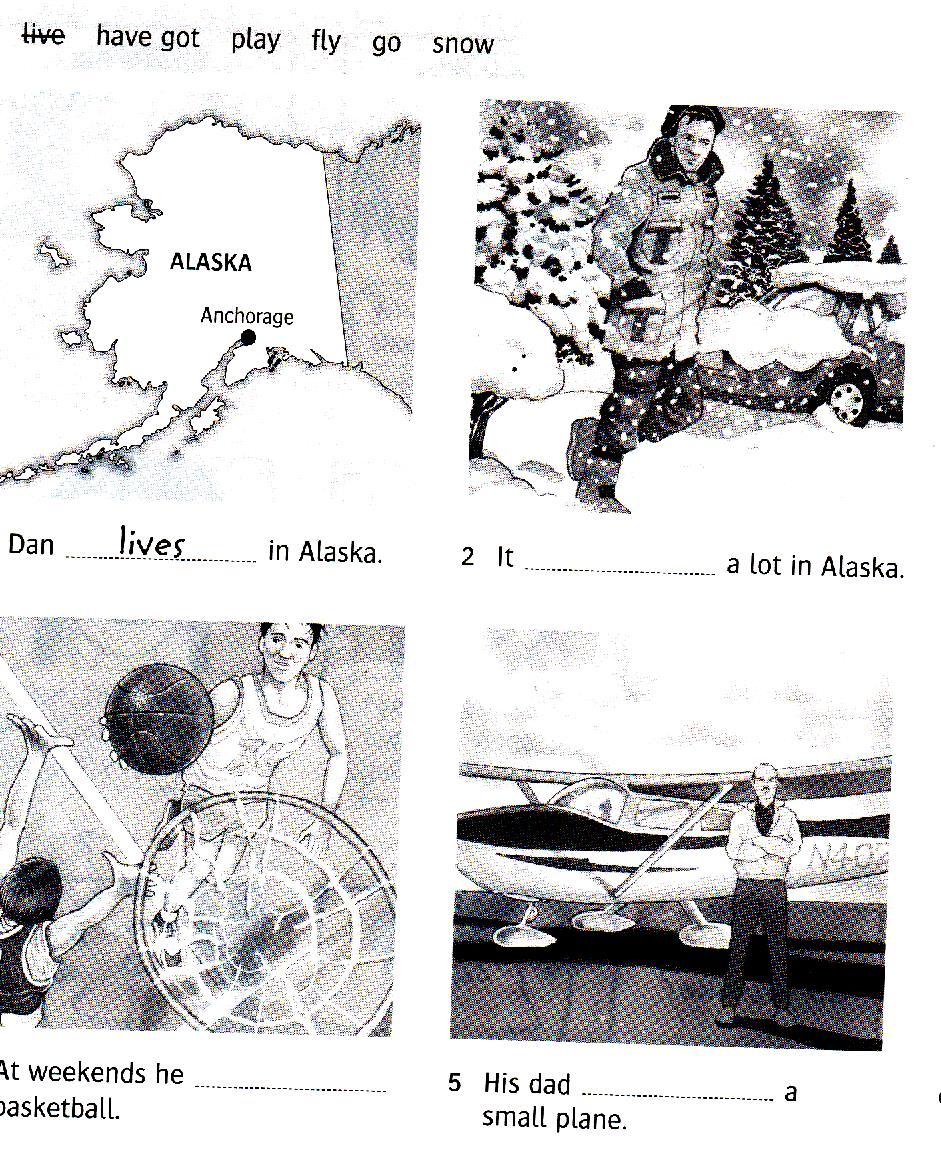 live have got play fly go snow
ALASKA
Anchorage
Dan lives in Alaska.
2 It ............ a lot in Alaska.
At weekends he ............
basketball.
5 His dad ............ a
small plane.